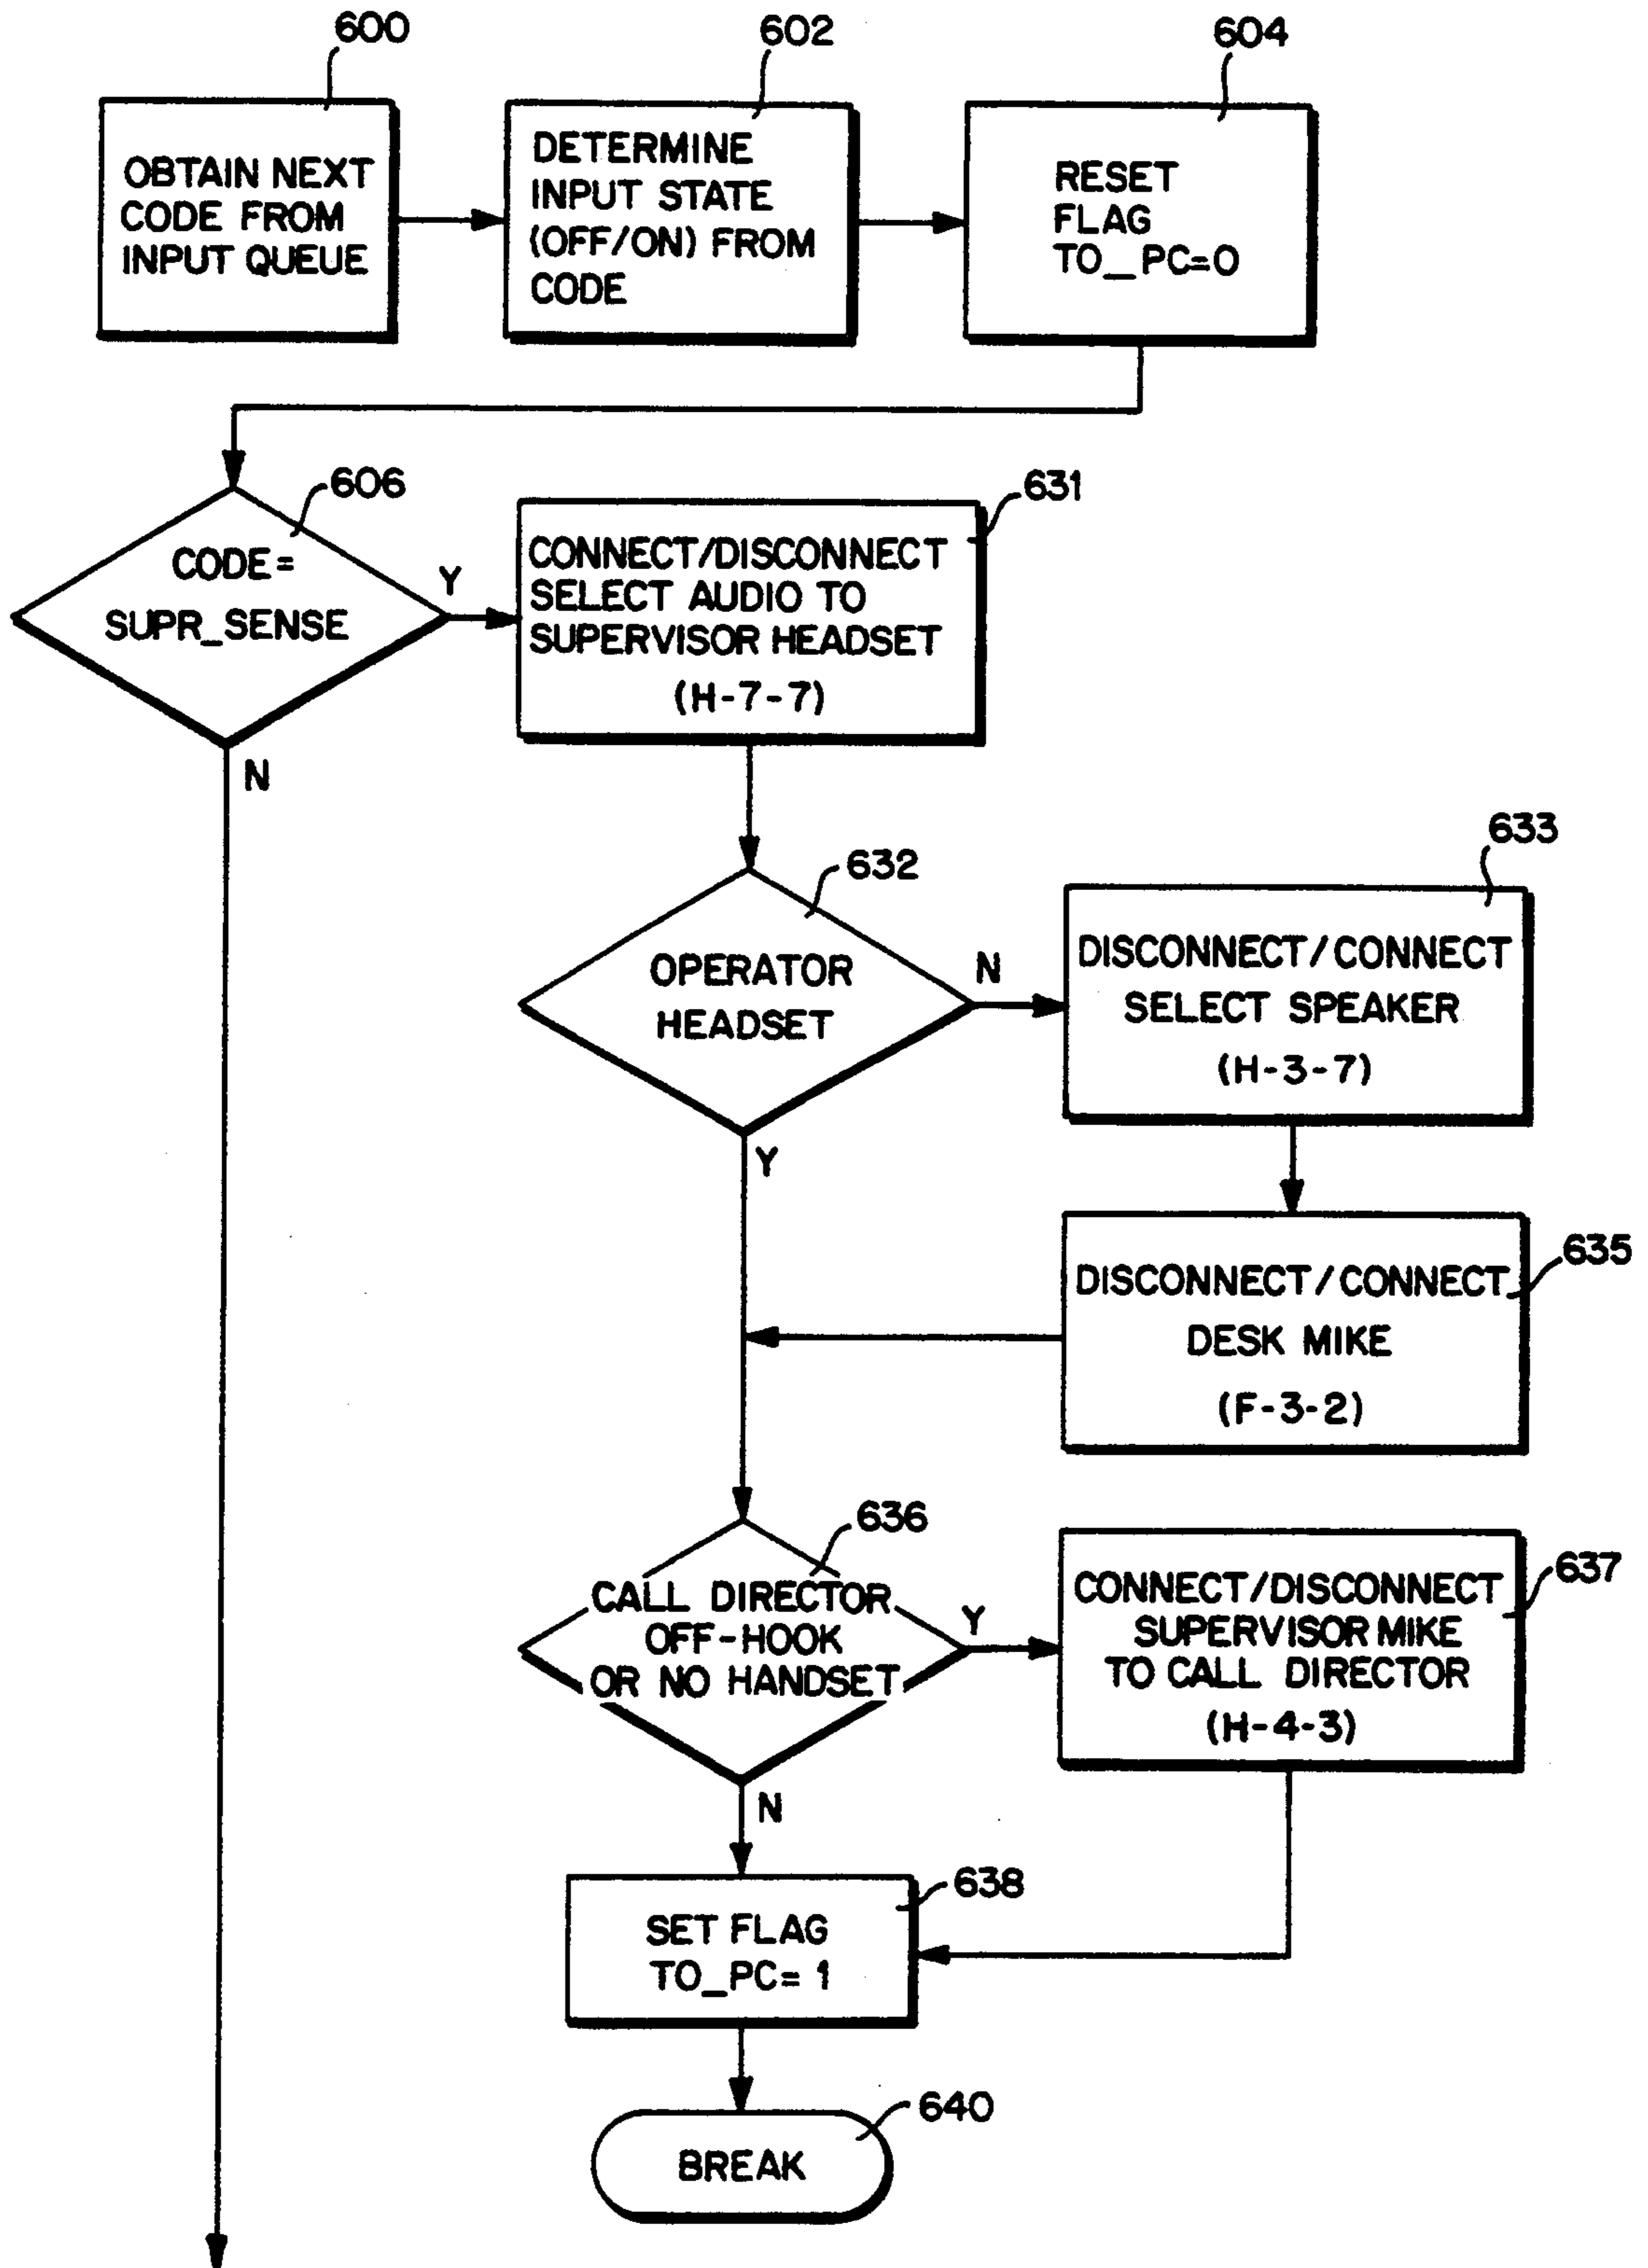 600
602
604
OBTAIN NEXT
CODE FROM
INPUT QUEUE
DETERMINE
INPUT STATE
(OFF/ON) FROM
CODE
RESET
FLAG
TO_PC=0
606
CODE=
SUPR_SENSE
Y
N
631
CONNECT/DISCONNECT
SELECT AUDIO TO
SUPERVISOR HEADSET
(H-7-7)
632
OPERATOR
HEADSET
N
Y
633
DISCONNECT/CONNECT
SELECT SPEAKER
(H-3-7)
635
DISCONNECT/CONNECT
DESK MIKE
(F-3-2)
636
CALL DIRECTOR
OFF-HOOK
OR NO HANDSET
Y
N
637
CONNECT/DISCONNECT
SUPERVISOR MIKE
TO CALL DIRECTOR
(H-4-3)
638
SET FLAG
TO_PC= 1
640
BREAK